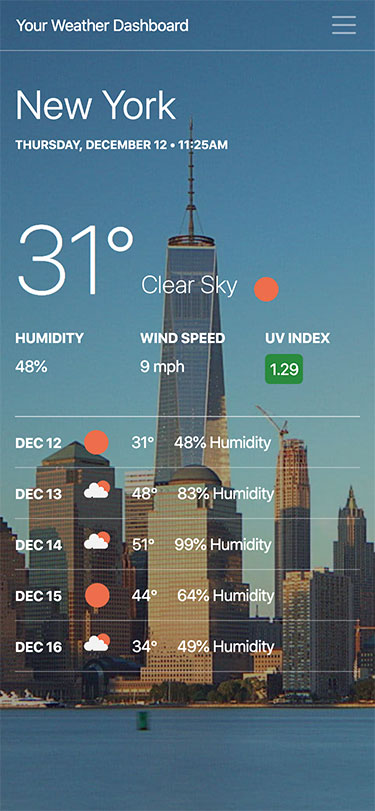 Your Weather Dashboard
New York
THURSDAY, DECEMBER 12 • 11:25AM
31° Clear Sky
HUMIDITY WIND SPEED UV INDEX
48% 9 mph 1.29
DEC 12 31° 48% Humidity
DEC 13 48° 83% Humidity
DEC 14 51° 99% Humidity
DEC 15 44° 64% Humidity
DEC 16 34° 49% Humidity